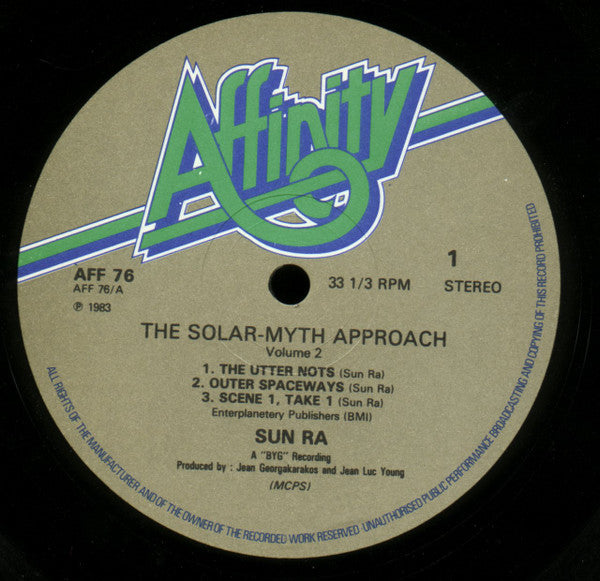 Affinity
AFF 76
AFF 76/A
℗ 1983
33 1/3 RPM
1
STEREO
THE SOLAR-MYTH APPROACH
Volume 2
1. THE UTTER NOTS (Sun Ra)
2. OUTER SPACEWAYS (Sun Ra)
3. SCENE 1, TAKE 1 (Sun Ra)
Enterplanetery Publishers (BMI)
SUN RA
A "BYG" Recording
Produced by : Jean Georgakarakos and Jean Luc Young
(MCPS)
ALL RIGHTS OF THE MANUFACTURER AND OF THE OWNER OF THE RECORDED WORK RESERVED · UNAUTHORISED PUBLIC PERFORMANCE BROADCASTING AND COPYING OF THIS RECORD PROHIBITED